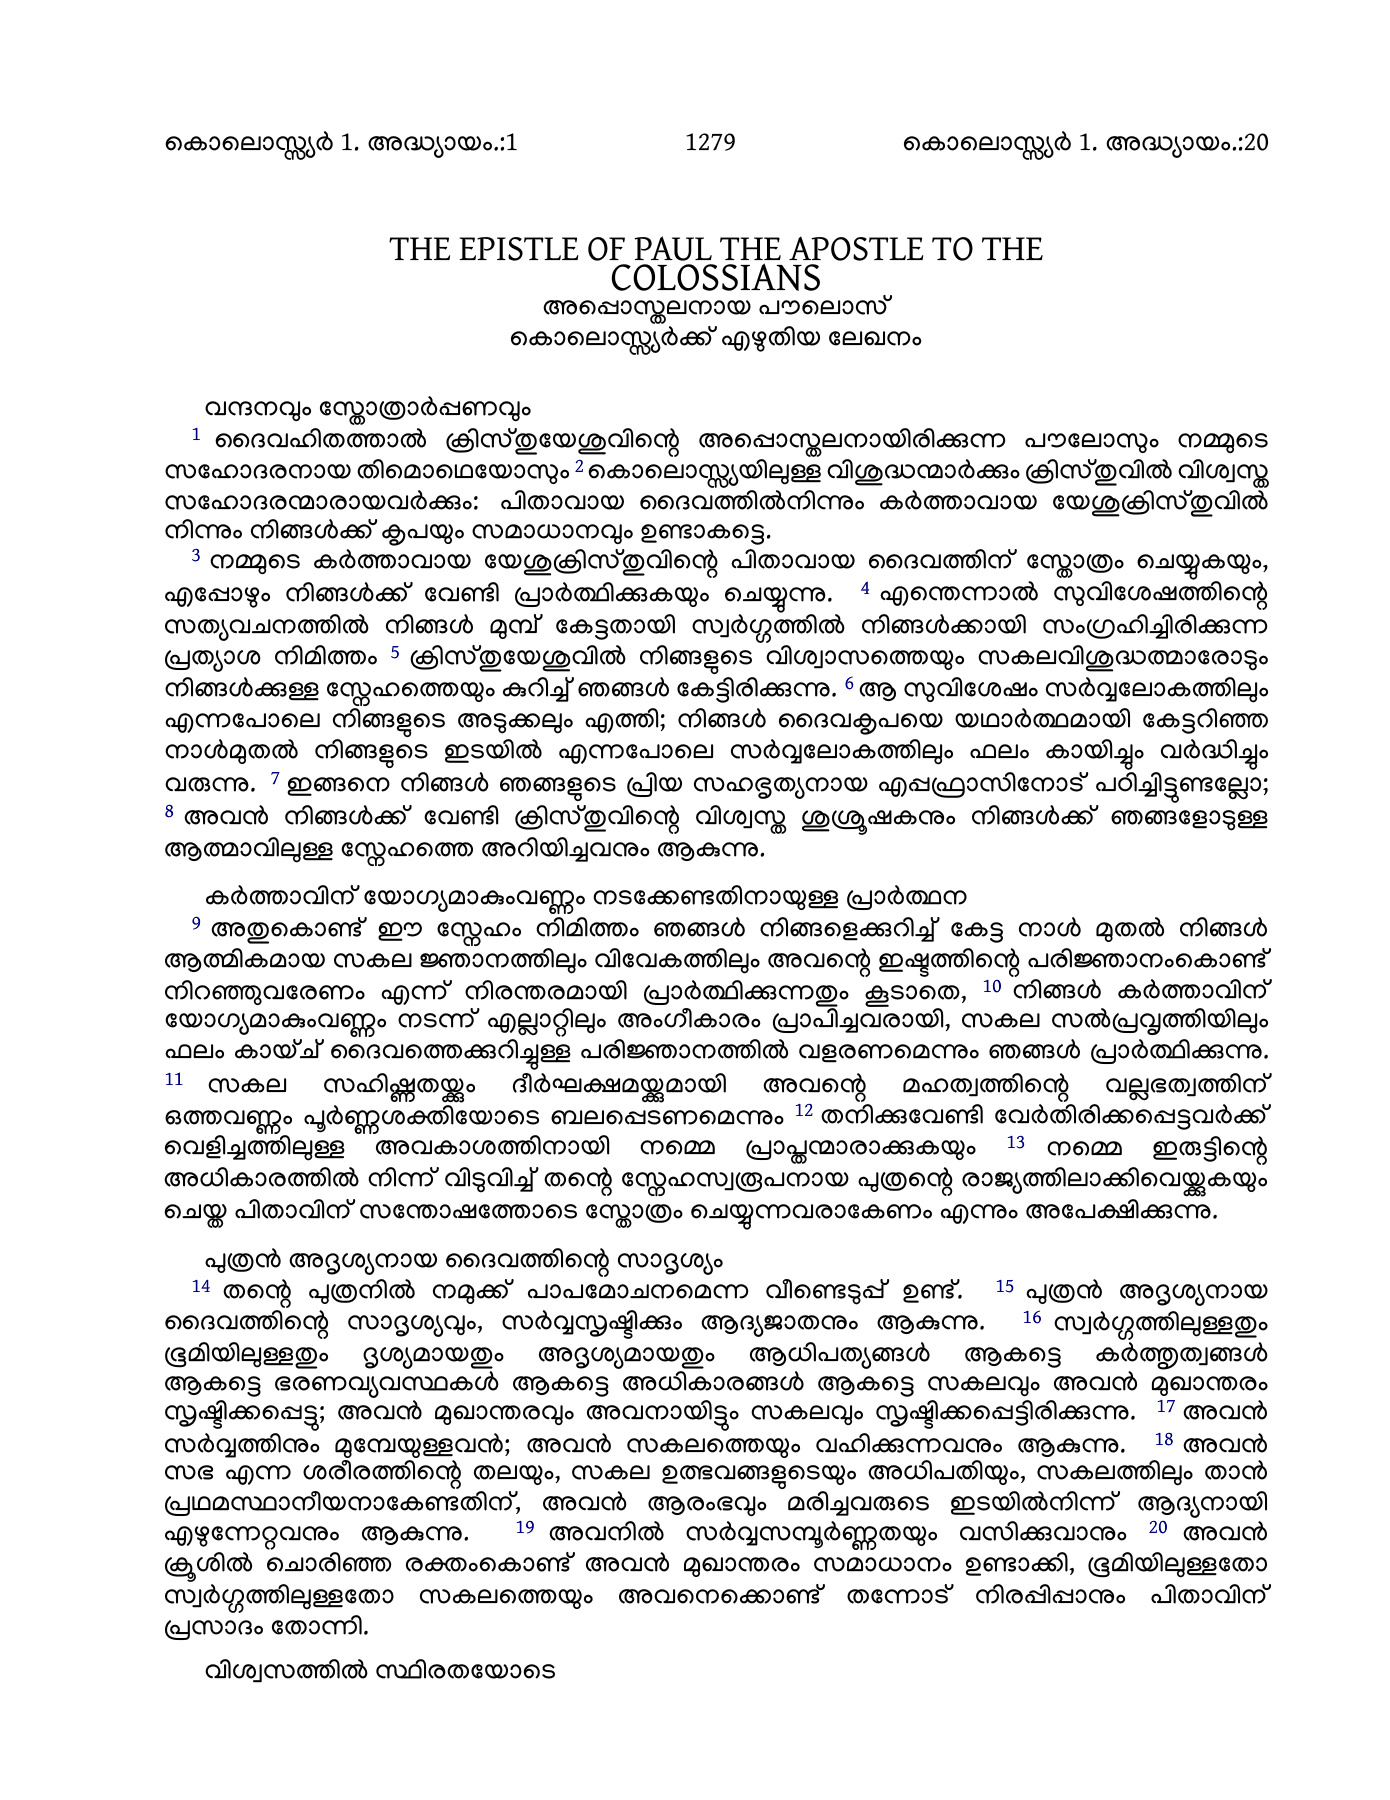 കൊലൊസ്സ്യർ 1. അദ്ധ്യായം.:1 1279 കൊലൊസ്സ്യർ 1. അദ്ധ്യായം.:20
THE EPISTLE OF PAUL THE APOSTLE TO THE
COLOSSIANS
അപ്പൊസ്തലനായ പൗലൊസ്
കൊലൊസ്സ്യർക്ക് എഴുതിയ ലേഖനം
വന്ദനവും സ്തോത്രാർപ്പണവും
1 ദൈവഹിതത്താൽ ക്രിസ്തുയേശുവിന്റെ അപ്പൊസ്തലനായിരിക്കുന്ന പൗലോസും നമ്മുടെ
സഹോദരനായ തിമൊഥെയോസും 2 കൊലൊസ്സ്യയിലുള്ള വിശുദ്ധന്മാർക്കും ക്രിസ്തുവിൽ വിശ്വസ്ത
സഹോദരന്മാരായവർക്കും: പിതാവായ ദൈവത്തിൽനിന്നും കർത്താവായ യേശുക്രിസ്തുവിൽ
നിന്നും നിങ്ങൾക്ക് കൃപയും സമാധാനവും ഉണ്ടാകട്ടെ.
3 നമ്മുടെ കർത്താവായ യേശുക്രിസ്തുവിന്റെ പിതാവായ ദൈവത്തിന് സ്തോത്രം ചെയ്യുകയും,
എപ്പോഴും നിങ്ങൾക്ക് വേണ്ടി പ്രാർത്ഥിക്കുകയും ചെയ്യുന്നു. 4 എന്തെന്നാൽ സുവിശേഷത്തിന്റെ
സത്യവചനത്തിൽ നിങ്ങൾ മുമ്പ് കേട്ടതായി സ്വർഗ്ഗത്തിൽ നിങ്ങൾക്കായി സംഗ്രഹിച്ചിരിക്കുന്ന
പ്രത്യാശ നിമിത്തം 5 ക്രിസ്തുയേശുവിൽ നിങ്ങളുടെ വിശ്വാസത്തെയും സകലവിശുദ്ധത്മാരോടും
നിങ്ങൾക്കുള്ള സ്നേഹത്തെയും കുറിച്ച് ഞങ്ങൾ കേട്ടിരിക്കുന്നു. 6 ആ സുവിശേഷം സർവ്വലോകത്തിലും
എന്നപോലെ നിങ്ങളുടെ അടുക്കലും എത്തി; നിങ്ങൾ ദൈവകൃപയെ യഥാർത്ഥമായി കേട്ടറിഞ്ഞ
നാൾമുതൽ നിങ്ങളുടെ ഇടയിൽ എന്നപോലെ സർവ്വലോകത്തിലും ഫലം കായിച്ചും വർദ്ധിച്ചും
വരുന്നു. 7 ഇങ്ങനെ നിങ്ങൾ ഞങ്ങളുടെ പ്രിയ സഹഭൃത്യനായ എപ്പഫ്രാസിനോട് പഠിച്ചിട്ടുണ്ടല്ലോ;
8 അവൻ നിങ്ങൾക്ക് വേണ്ടി ക്രിസ്തുവിന്റെ വിശ്വസ്ത ശുശ്രൂഷകനും നിങ്ങൾക്ക് ഞങ്ങളോടുള്ള
ആത്മാവിലുള്ള സ്നേഹത്തെ അറിയിച്ചവനും ആകുന്നു.
കർത്താവിന് യോഗ്യമാകുംവണ്ണം നടക്കേണ്ടതിനായുള്ള പ്രാർത്ഥന
9 അതുകൊണ്ട് ഈ സ്നേഹം നിമിത്തം ഞങ്ങൾ നിങ്ങളെക്കുറിച്ച് കേട്ട നാൾ മുതൽ നിങ്ങൾ
ആത്മികമായ സകല ജ്ഞാനത്തിലും വിവേകത്തിലും അവന്റെ ഇഷ്ടത്തിന്റെ പരിജ്ഞാനംകൊണ്ട്
നിറഞ്ഞുവരേണം എന്ന് നിരന്തരമായി പ്രാർത്ഥിക്കുന്നതും കൂടാതെ, 10 നിങ്ങൾ കർത്താവിന്
യോഗ്യമാകുംവണ്ണം നടന്ന് എല്ലാറ്റിലും അംഗീകാരം പ്രാപിച്ചവരായി, സകല സൽപ്രവൃത്തിയിലും
ഫലം കായ്ച് ദൈവത്തെക്കുറിച്ചുള്ള പരിജ്ഞാനത്തിൽ വളരണമെന്നും ഞങ്ങൾ പ്രാർത്ഥിക്കുന്നു.
11 സകല സഹിഷ്ണതയ്ക്കും ദീർഘക്ഷമയ്ക്കുമായി അവന്റെ മഹത്വത്തിന്റെ വല്ലഭത്വത്തിന്
ഒത്തവണ്ണം പൂർണ്ണശക്തിയോടെ ബലപ്പെടണമെന്നും 12 തനിക്കുവേണ്ടി വേർതിരിക്കപ്പെട്ടവർക്ക്
വെളിച്ചത്തിലുള്ള അവകാശത്തിനായി നമ്മെ പ്രാപ്തന്മാരാക്കുകയും 13 നമ്മെ ഇരുട്ടിന്റെ
അധികാരത്തിൽ നിന്ന് വിടുവിച്ച് തന്റെ സ്നേഹസ്വരൂപനായ പുത്രന്റെ രാജ്യത്തിലാക്കിവെയ്ക്കുകയും
ചെയ്ത പിതാവിന് സന്തോഷത്തോടെ സ്തോത്രം ചെയ്യുന്നവരാകേണം എന്നും അപേക്ഷിക്കുന്നു.
പുത്രൻ അദൃശ്യനായ ദൈവത്തിന്റെ സാദൃശ്യം
14 തന്റെ പുത്രനിൽ നമുക്ക് പാപമോചനമെന്ന വീണ്ടെടുപ്പ് ഉണ്ട്. 15 പുത്രൻ അദൃശ്യനായ
ദൈവത്തിന്റെ സാദൃശ്യവും, സർവ്വസൃഷ്ടിക്കും ആദ്യജാതനും ആകുന്നു. 16 സ്വർഗ്ഗത്തിലുള്ളതും
ഭൂമിയിലുള്ളതും ദൃശ്യമായതും അദൃശ്യമായതും ആധിപത്യങ്ങൾ ആകട്ടെ കർത്തൃത്വങ്ങൾ
ആകട്ടെ ഭരണവ്യവസ്ഥകൾ ആകട്ടെ അധികാരങ്ങൾ ആകട്ടെ സകലവും അവൻ മുഖാന്തരം
സൃഷ്ടിക്കപ്പെട്ടു; അവൻ മുഖാന്തരവും അവനായിട്ടും സകലവും സൃഷ്ടിക്കപ്പെട്ടിരിക്കുന്നു. 17 അവൻ
സർവ്വത്തിനും മുമ്പേയുള്ളവൻ; അവൻ സകലത്തെയും വഹിക്കുന്നവനും ആകുന്നു. 18 അവൻ
സഭ എന്ന ശരീരത്തിന്റെ തലയും, സകല ഉത്ഭവങ്ങളുടെയും അധിപതിയും, സകലത്തിലും താൻ
പ്രഥമസ്ഥാനീയനാകേണ്ടതിന്, അവൻ ആരംഭവും മരിച്ചവരുടെ ഇടയിൽനിന്ന് ആദ്യനായി
എഴുന്നേറ്റവനും ആകുന്നു. 19 അവനിൽ സർവ്വസമ്പൂർണ്ണതയും വസിക്കുവാനും 20 അവൻ
ക്രൂശിൽ ചൊരിഞ്ഞ രക്തംകൊണ്ട് അവൻ മുഖാന്തരം സമാധാനം ഉണ്ടാക്കി, ഭൂമിയിലുള്ളതോ
സ്വർഗ്ഗത്തിലുള്ളതോ സകലത്തെയും അവനെക്കൊണ്ട് തന്നോട് നിരപ്പിപ്പാനും പിതാവിന്
പ്രസാദം തോന്നി.
വിശ്വസത്തിൽ സ്ഥിരതയോടെ